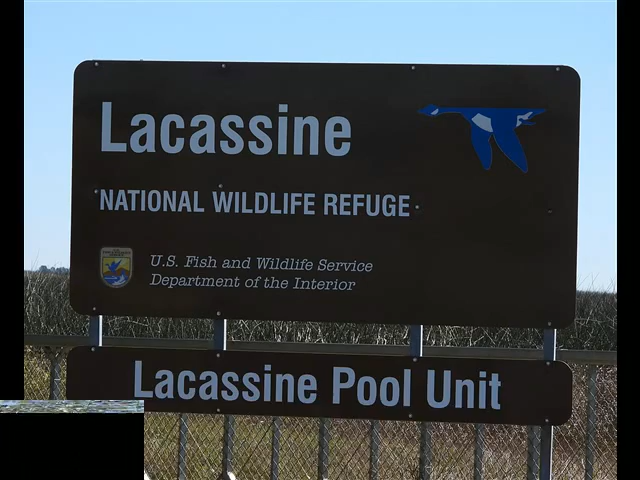 Lacassine
NATIONAL WILDLIFE REFUGE
U.S. Fish and Wildlife Service
Department of the Interior
Lacassine Pool Unit